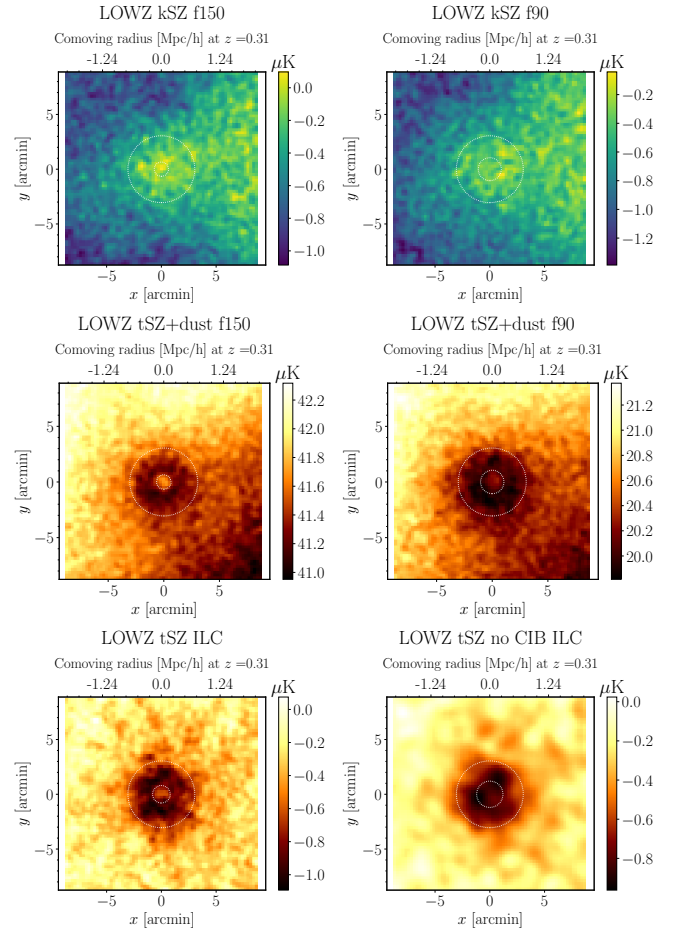 LOWZ kSZ f150
Comoving radius [Mpc/h] at z =0.31
-1.24 0.0 1.24
μK
0.0
−0.2
−0.4
−0.6
−0.8
−1.0
y [arcmin]
5
0
−5
−5 0 5
x [arcmin]
LOWZ kSZ f90
Comoving radius [Mpc/h] at z =0.31
-1.24 0.0 1.24
μK
−0.2
−0.4
−0.6
−0.8
−1.0
−1.2
y [arcmin]
5
0
−5
−5 0 5
x [arcmin]
LOWZ tSZ+dust f150
Comoving radius [Mpc/h] at z =0.31
-1.24 0.0 1.24
μK
42.2
42.0
41.8
41.5
41.3
41.1
41.0
y [arcmin]
5
0
−5
−5 0 5
x [arcmin]
LOWZ tSZ+dust f90
Comoving radius [Mpc/h] at z =0.31
-1.24 0.0 1.24
μK
21.2
21.0
20.8
20.6
20.4
20.2
20.0
y [arcmin]
5
0
−5
−5 0 5
x [arcmin]
LOWZ tSZ ILC
Comoving radius [Mpc/h] at z =0.31
-1.24 0.0 1.24
μK
0.0
−0.2
−0.4
−0.6
−0.8
−1.0
y [arcmin]
5
0
−5
−5 0 5
x [arcmin]
LOWZ tSZ no CIB ILC
Comoving radius [Mpc/h] at z =0.31
-1.24 0.0 1.24
μK
0.0
−0.2
−0.4
−0.6
−0.8
y [arcmin]
5
0
−5
−5 0 5
x [arcmin]